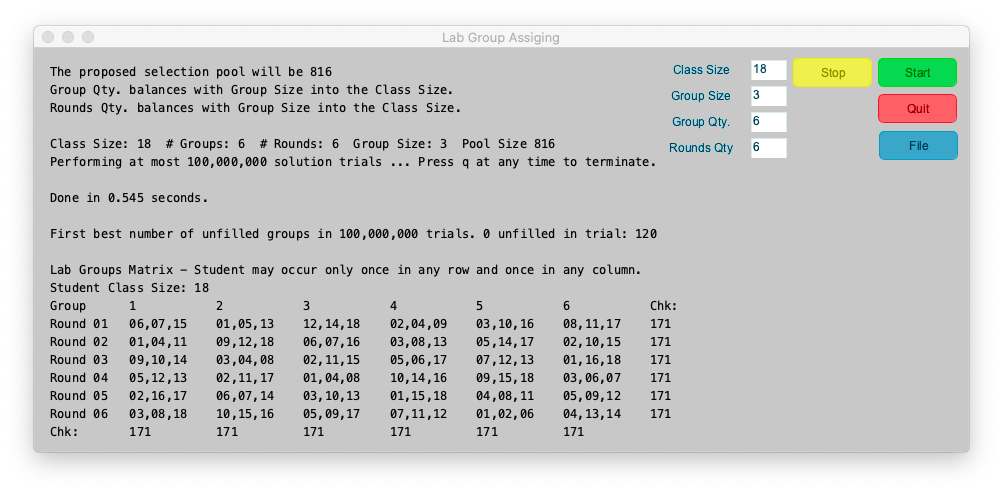 Lab Group Assiging
The proposed selection pool will be 816
Group Qty. balances with Group Size into the Class Size.
Rounds Qty. balances with Group Size into the Class Size.
Class Size: 18  # Groups: 6  # Rounds: 6  Group Size: 3  Pool Size 816
Performing at most 100,000,000 solution trials ... Press q at any time to terminate.
Done in 0.545 seconds.
First best number of unfilled groups in 100,000,000 trials. 0 unfilled in trial: 120
Lab Groups Matrix – Student may occur only once in any row and once in any column.
Student Class Size: 18
Group 1 2 3 4 5 6 Chk:
Round 01 06,07,15 01,05,13 12,14,18 02,04,09 03,10,16 08,11,17 171
Round 02 01,04,11 09,12,18 06,07,16 03,08,13 05,14,17 02,10,15 171
Round 03 09,10,14 03,04,08 02,11,15 05,06,17 07,12,13 01,16,18 171
Round 04 05,12,13 02,11,17 01,04,08 10,14,16 09,15,18 03,06,07 171
Round 05 02,16,17 06,07,14 03,10,13 01,15,18 04,08,11 05,09,12 171
Round 06 03,08,18 10,15,16 05,09,17 07,11,12 01,02,06 04,13,14 171
Chk: 171 171 171 171 171 171
Class Size 18 Stop Start
Group Size 3 Quit
Group Qty. 6
Rounds Qty 6 File